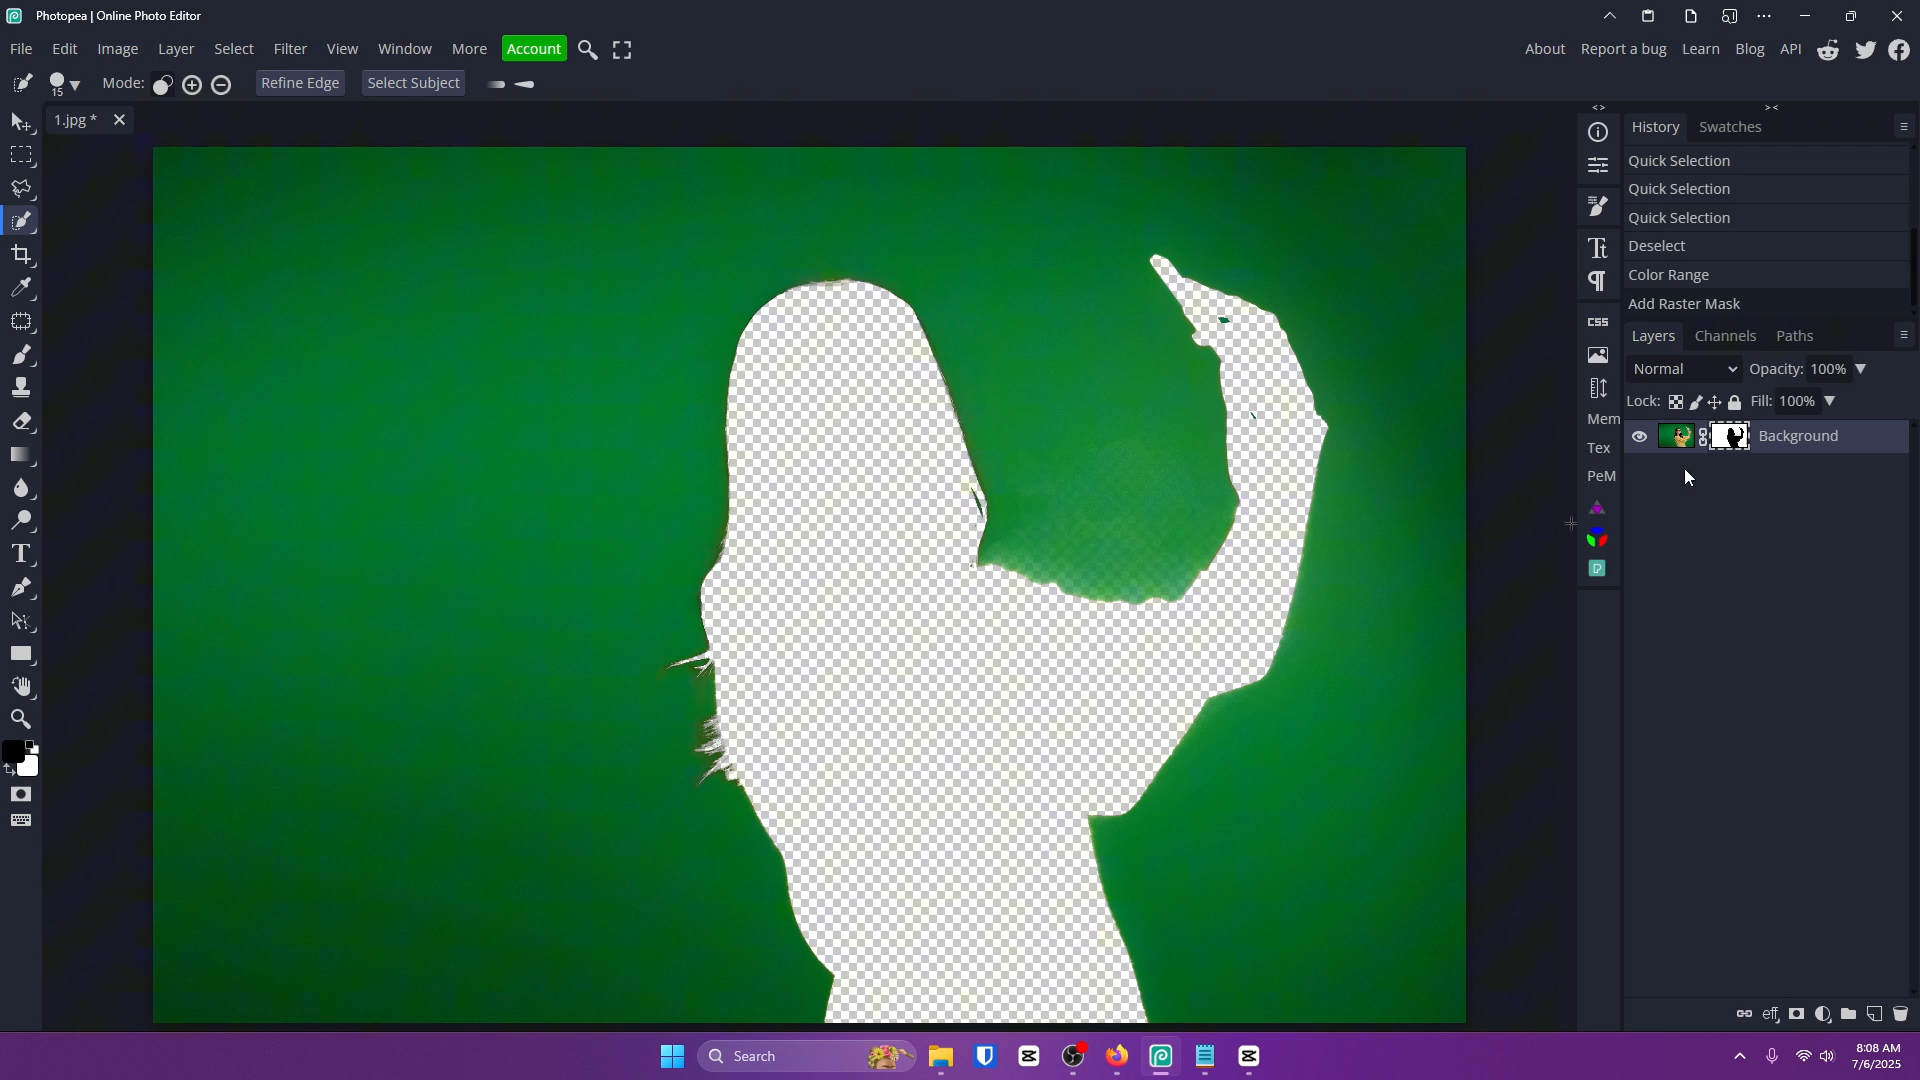 Photopea | Online Photo Editor
File Edit Image Layer Select Filter View Window More Account
About Report a bug Learn Blog API
15 Mode: Refine Edge Select Subject
1.jpg *
<> ><
History Swatches
Quick Selection
Quick Selection
Quick Selection
Deselect
Color Range
Add Raster Mask
CSS
Layers Channels Paths
Normal Opacity: 100%
Lock: Fill: 100%
Mem
Background
Tex
PeM
eff
Search
8:08 AM
7/6/2025